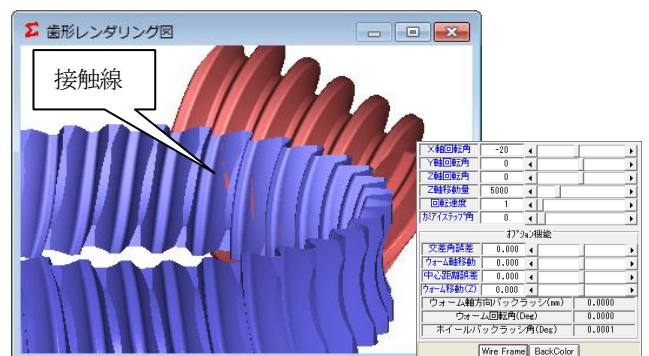 Σ 歯形レンダリング図
接触線
X軸回転角 -20
Y軸回転角 0
Z軸回転角 0
Z軸移動量 5000
回転速度 1
カミアイステップ角 0
オプション機能
交差角誤差 0.000
ウォーム軸移動 0.000
中心距離誤差 0.000
ウォーム移動(Z) 0.000
ウォーム軸方向バックラッシ(mm) 0.0000
ウォーム回転角(Deg) 0.0000
ホイールバックラッシ角(Deg) 0.0001
Wire Frame BackColor